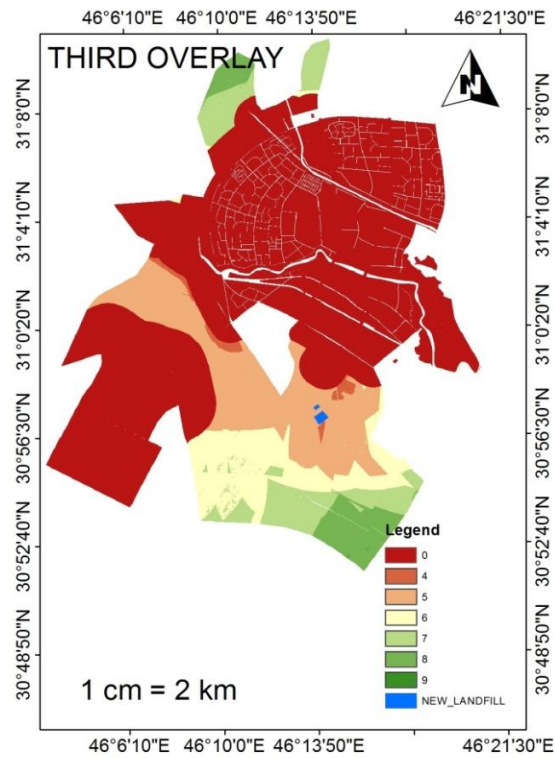 46°6'10"E 46°10'0"E 46°13'50"E 46°21'30"E
THIRD OVERLAY
N
31°8'0"N 31°8'0"N
31°4'10"N 31°4'10"N
31°0'20"N 31°0'20"N
30°56'30"N 30°56'30"N
30°52'40"N 30°52'40"N
30°48'50"N 30°48'50"N
Legend
0
4
5
6
7
8
9
NEW_LANDFILL
1 cm = 2 km
46°6'10"E 46°10'0"E 46°13'50"E 46°21'30"E